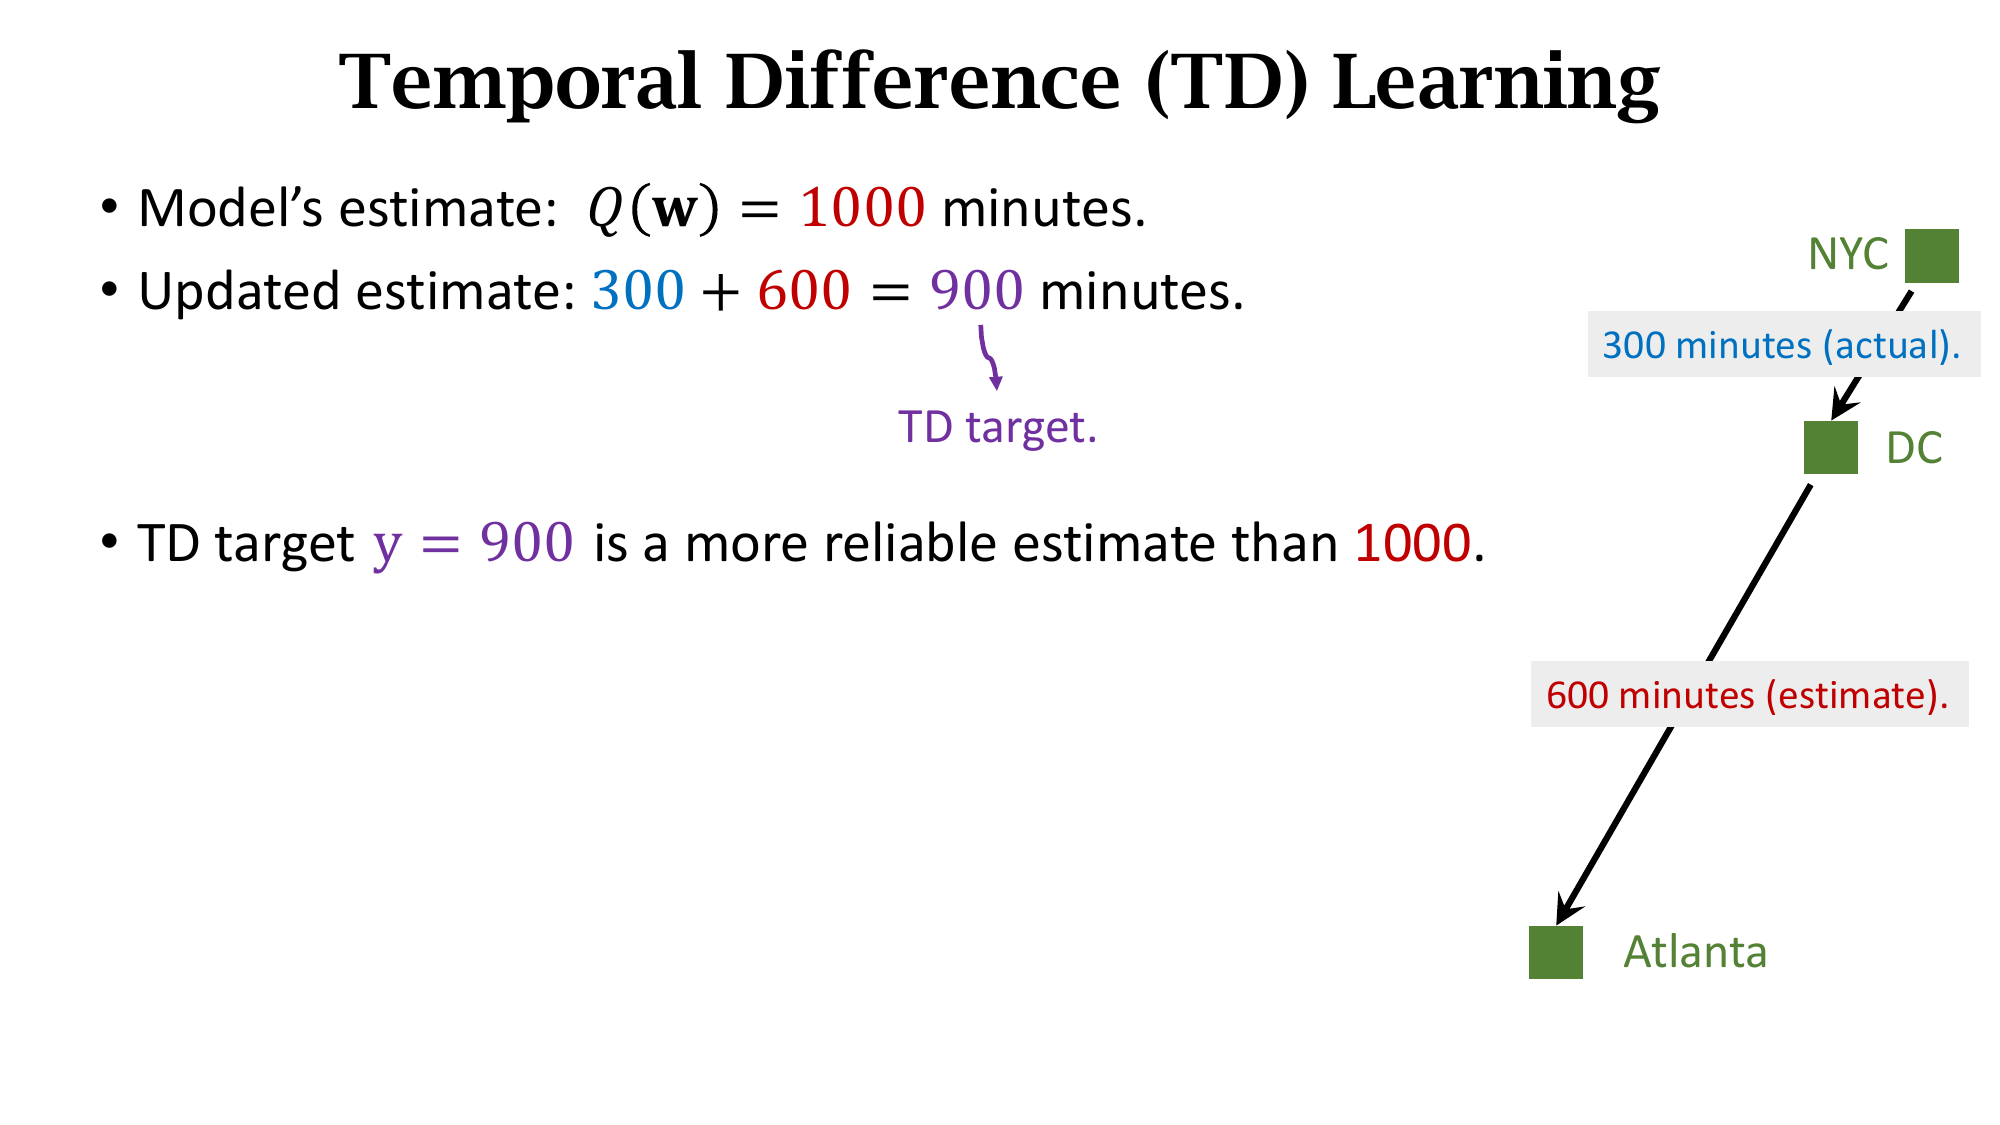 Temporal Difference (TD) Learning
• Model’s estimate: Q(w) = 1000 minutes.
• Updated estimate: 300 + 600 = 900 minutes.
TD target.
• TD target y = 900 is a more reliable estimate than 1000.
NYC
300 minutes (actual).
DC
600 minutes (estimate).
Atlanta